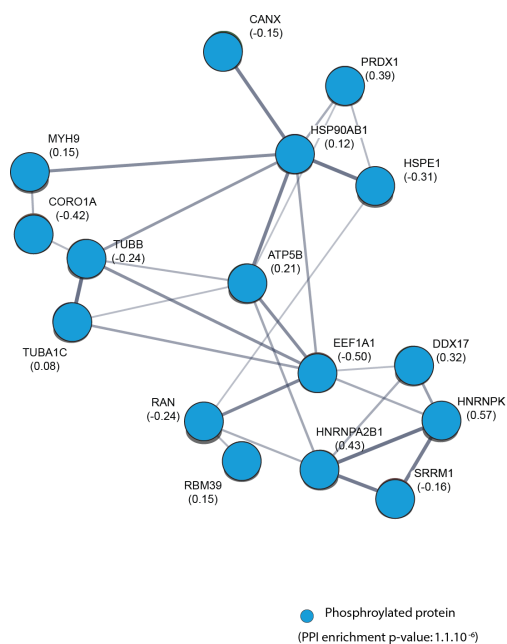 CANX
(-0.15)
PRDX1
(0.39)
HSP90AB1
(0.12)
MYH9
(0.15)
HSPE1
(-0.31)
CORO1A
(-0.42)
TUBB
(-0.24)
ATP5B
(0.21)
EEF1A1
(-0.50)
DDX17
(0.32)
TUBA1C
(0.08)
RAN
(-0.24)
HNRNPK
(0.57)
HNRNPA2B1
(0.43)
SRRM1
(-0.16)
RBM39
(0.15)
Phosphroylated protein
(PPI enrichment p-value:1.1.10⁻⁶)